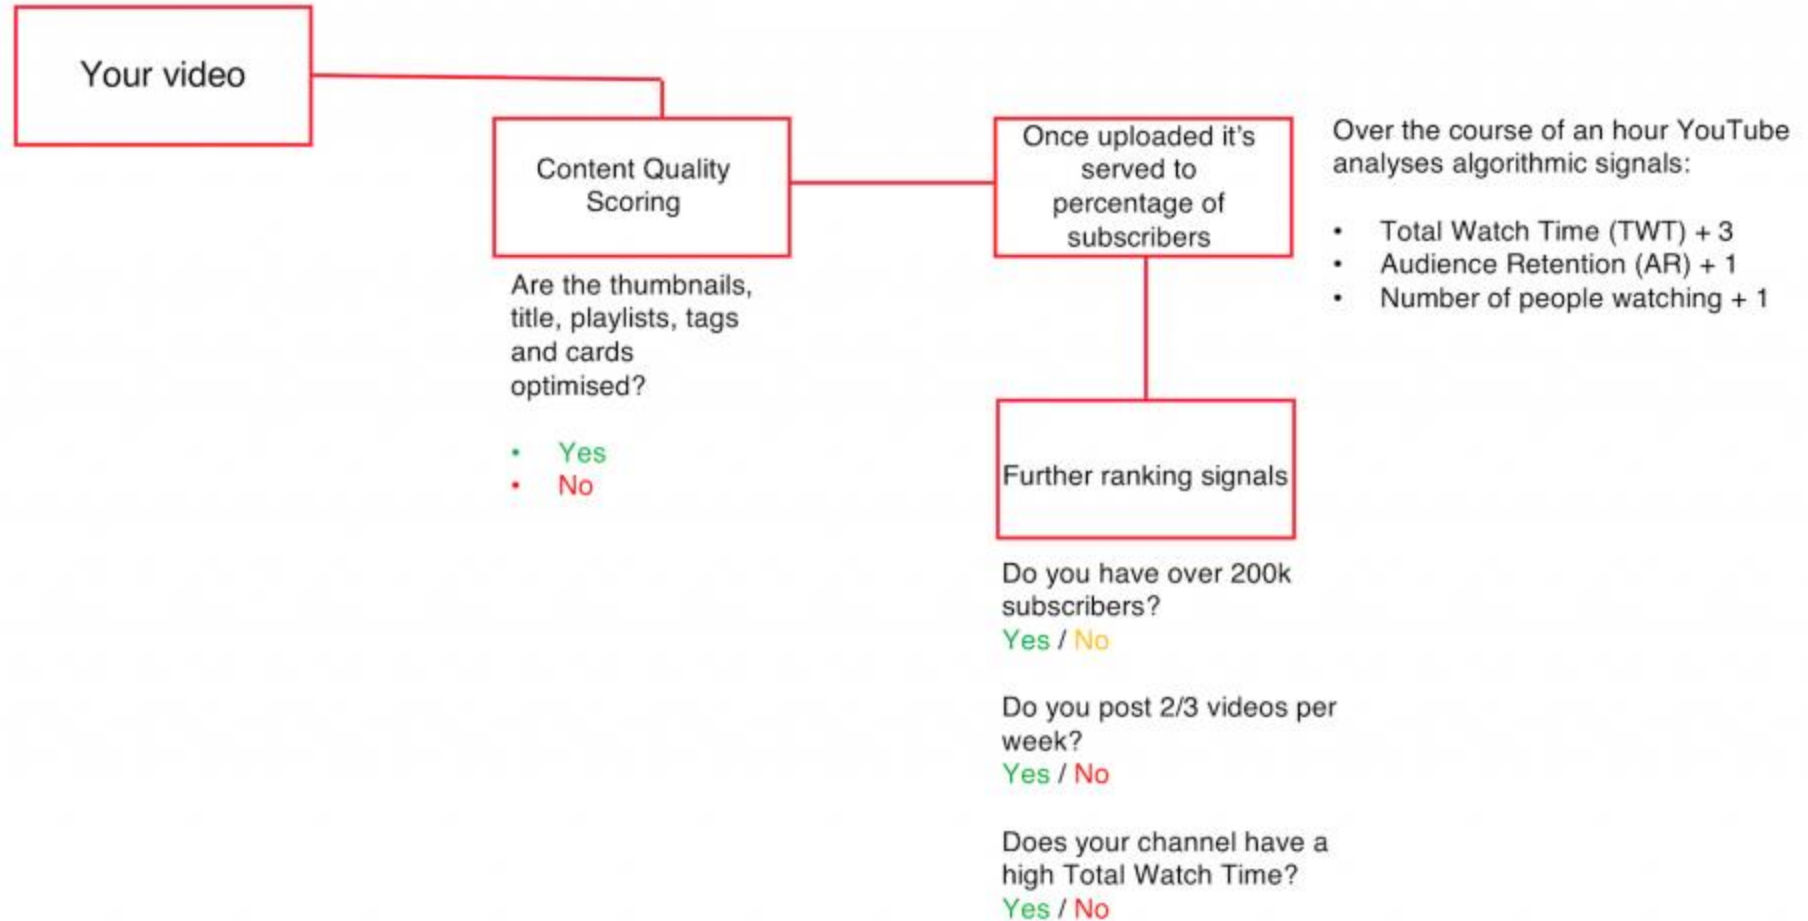 Your video
Content Quality
Scoring
Are the thumbnails,
title, playlists, tags
and cards
optimised?
• Yes
• No
Once uploaded it's
served to
percentage of
subscribers
Over the course of an hour YouTube
analyses algorithmic signals:
• Total Watch Time (TWT) + 3
• Audience Retention (AR) + 1
• Number of people watching + 1
Further ranking signals
Do you have over 200k
subscribers?
Yes / No
Do you post 2/3 videos per
week?
Yes / No
Does your channel have a
high Total Watch Time?
Yes / No